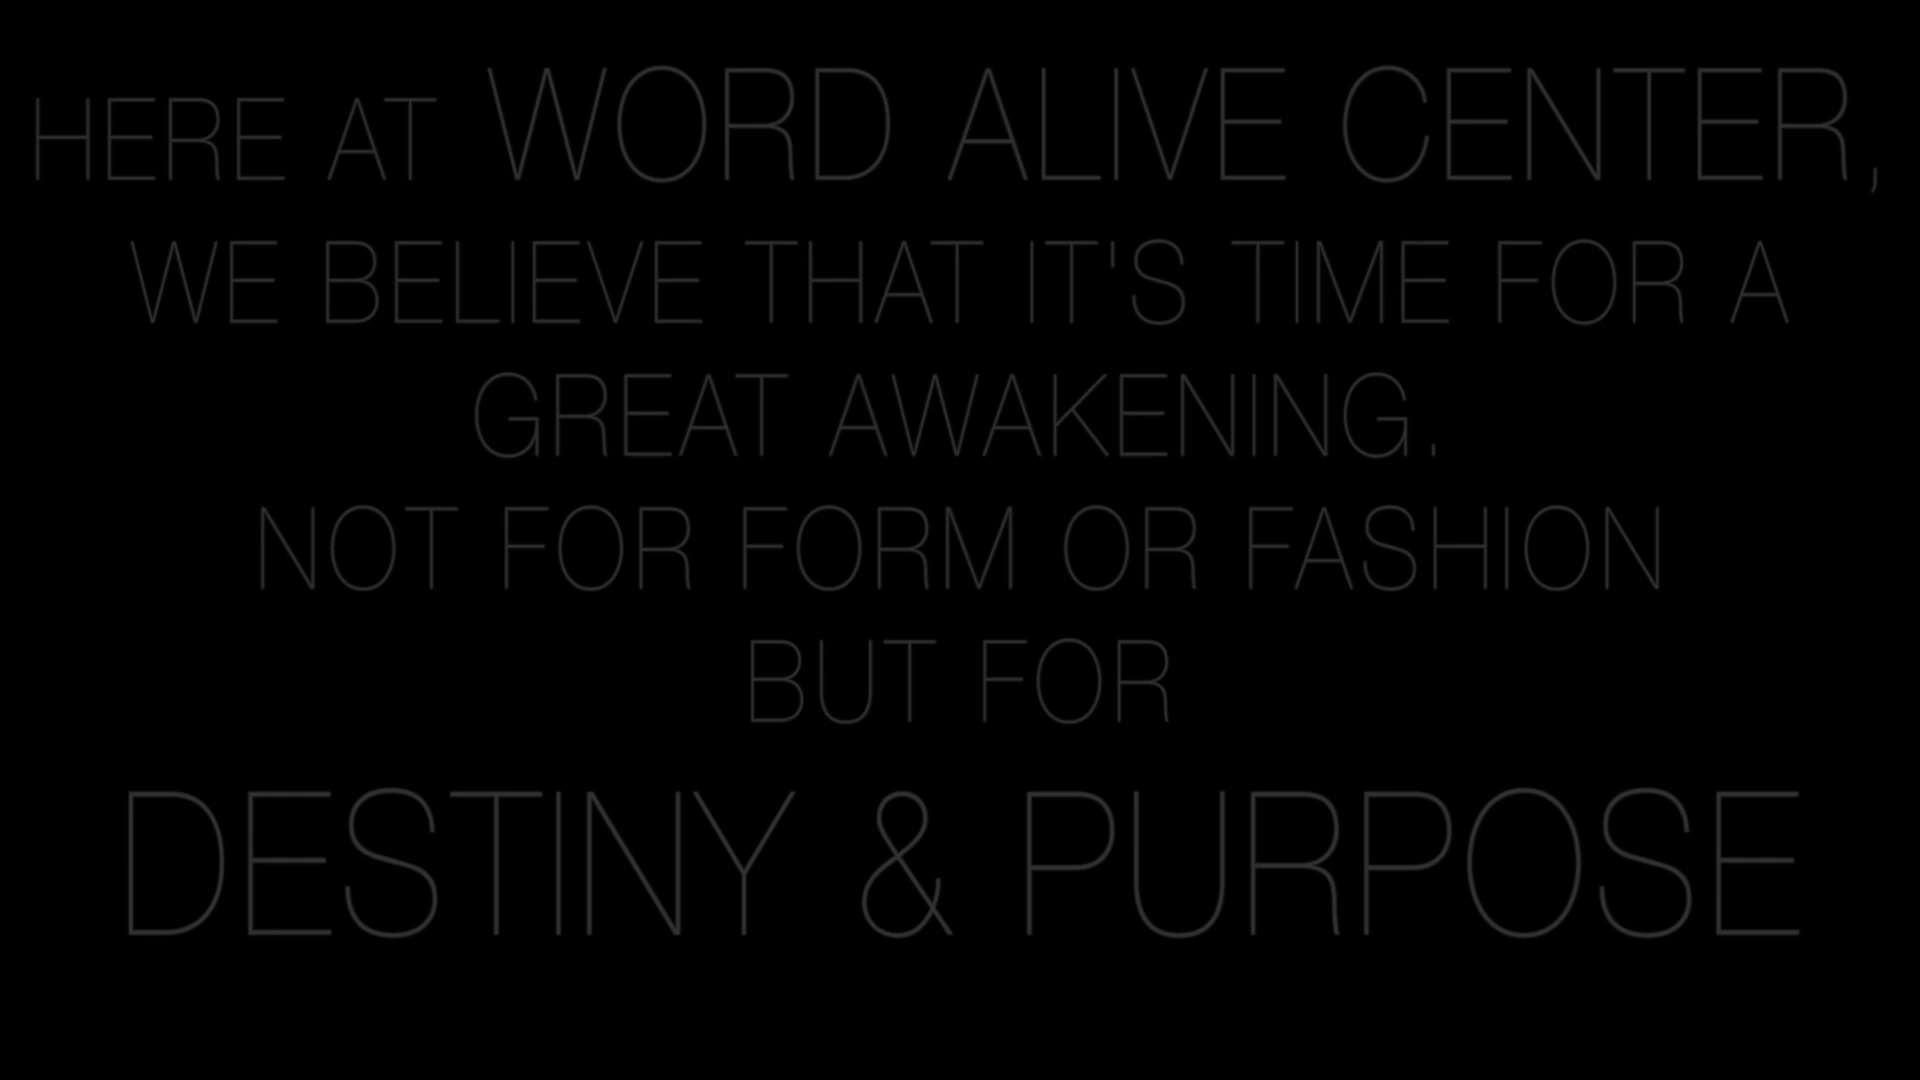 HERE AT WORD ALIVE CENTER,
WE BELIEVE THAT IT'S TIME FOR A
GREAT AWAKENING.
NOT FOR FORM OR FASHION
BUT FOR
DESTINY & PURPOSE